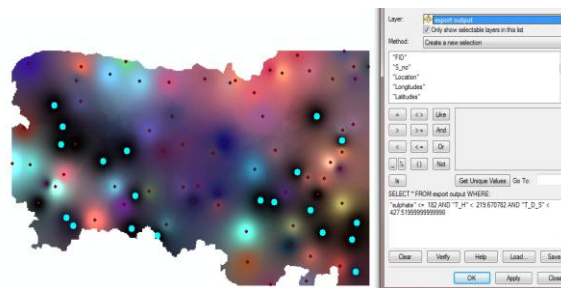 Layer: export output
Only show selectable layers in this list
Method: Create a new selection
"FID"
"S_no"
"Location"
"Longitudes"
"Latitudes"
= < > Like
> > = And
< < = Or
_ % ( ) Not
Is Get Unique Values Go To:
SELECT * FROM export output WHERE:
"sulphate" <= 182 AND "T_H" < 219.670782 AND "T_D_S" <
427.51999999999998
Clear Verify Help Load... Save
OK Apply Close